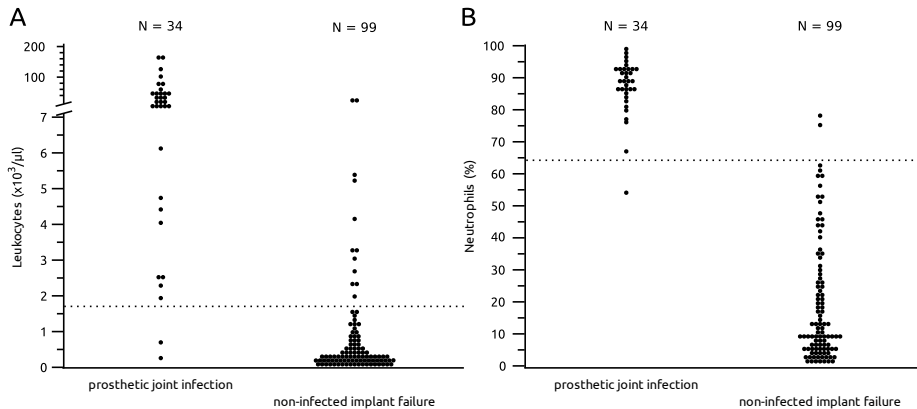 A
N = 34
N = 99
200
100
7
6
5
4
3
2
1
0
Leukocytes (x10³/µl)
prosthetic joint infection
non-infected implant failure
B
N = 34
N = 99
100
90
80
70
60
50
40
30
20
10
0
Neutrophils (%)
prosthetic joint infection
non-infected implant failure